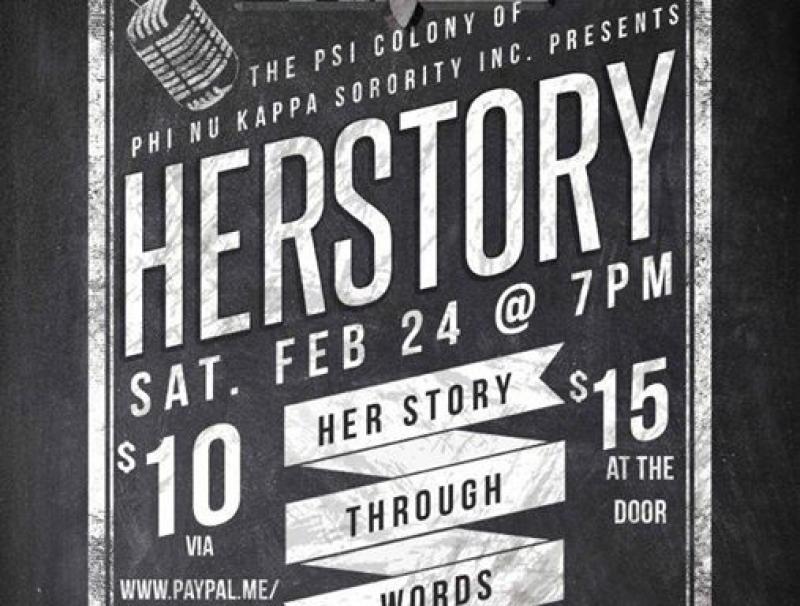 THE PSI COLONY OF
PHI NU KAPPA SORORITY INC. PRESENTS
HERSTORY
SAT. FEB 24 @ 7PM
$10
VIA
WWW.PAYPAL.ME/
HER STORY
THROUGH
WORDS
$15
AT THE
DOOR